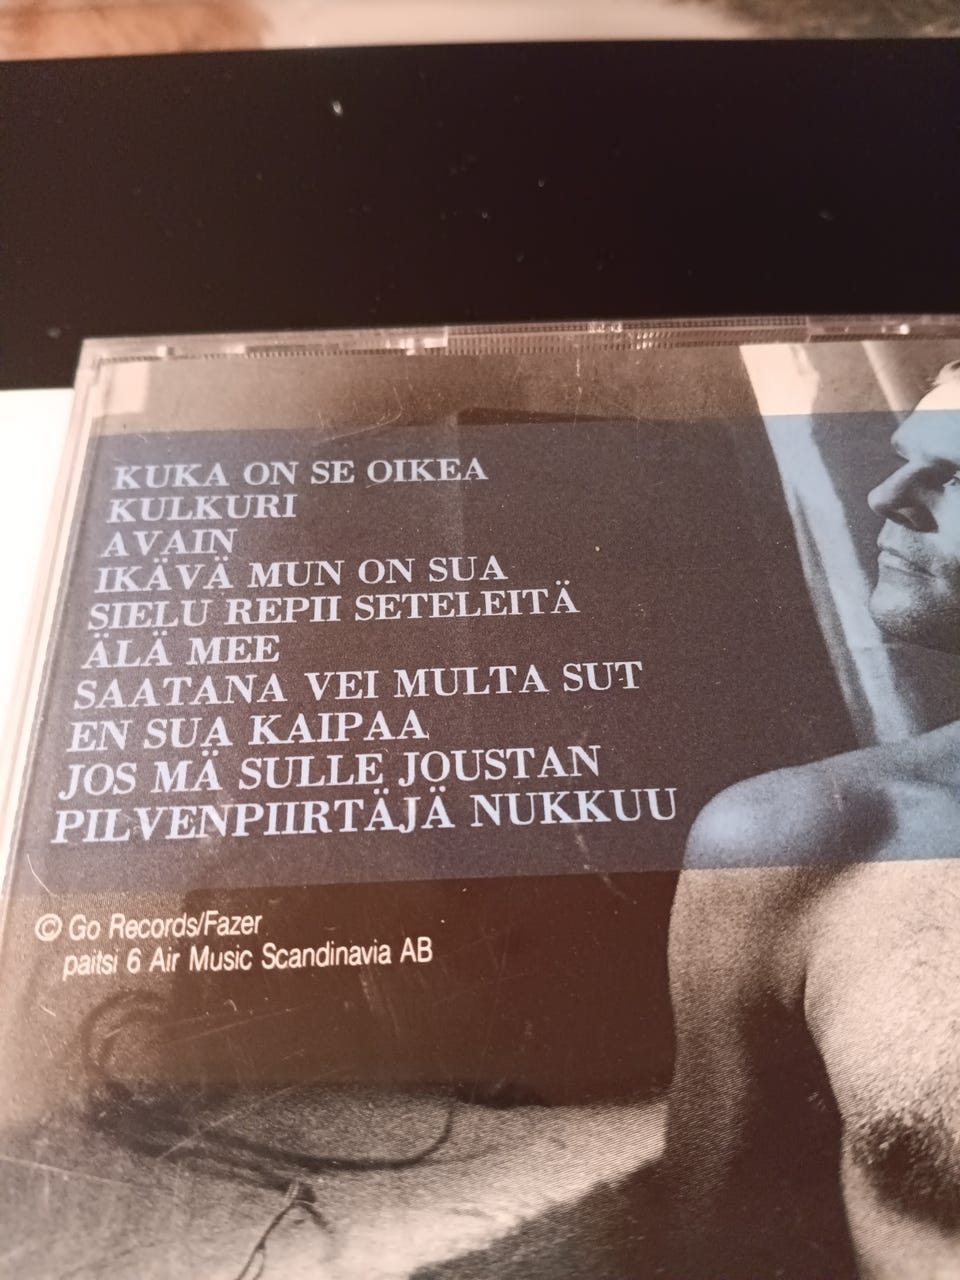 KUKA ON SE OIKEA
KULKURI
AVAIN
IKÄVÄ MUN ON SUA
SIELU REPII SETELEITÄ
ÄLÄ MEE
SAATANA VEI MULTA SUT
EN SUA KAIPAA
JOS MÄ SULLE JOUSTAN
PILVENPIIRTÄJÄ NUKKUU
© Go Records/Fazer
paitsi 6 Air Music Scandinavia AB